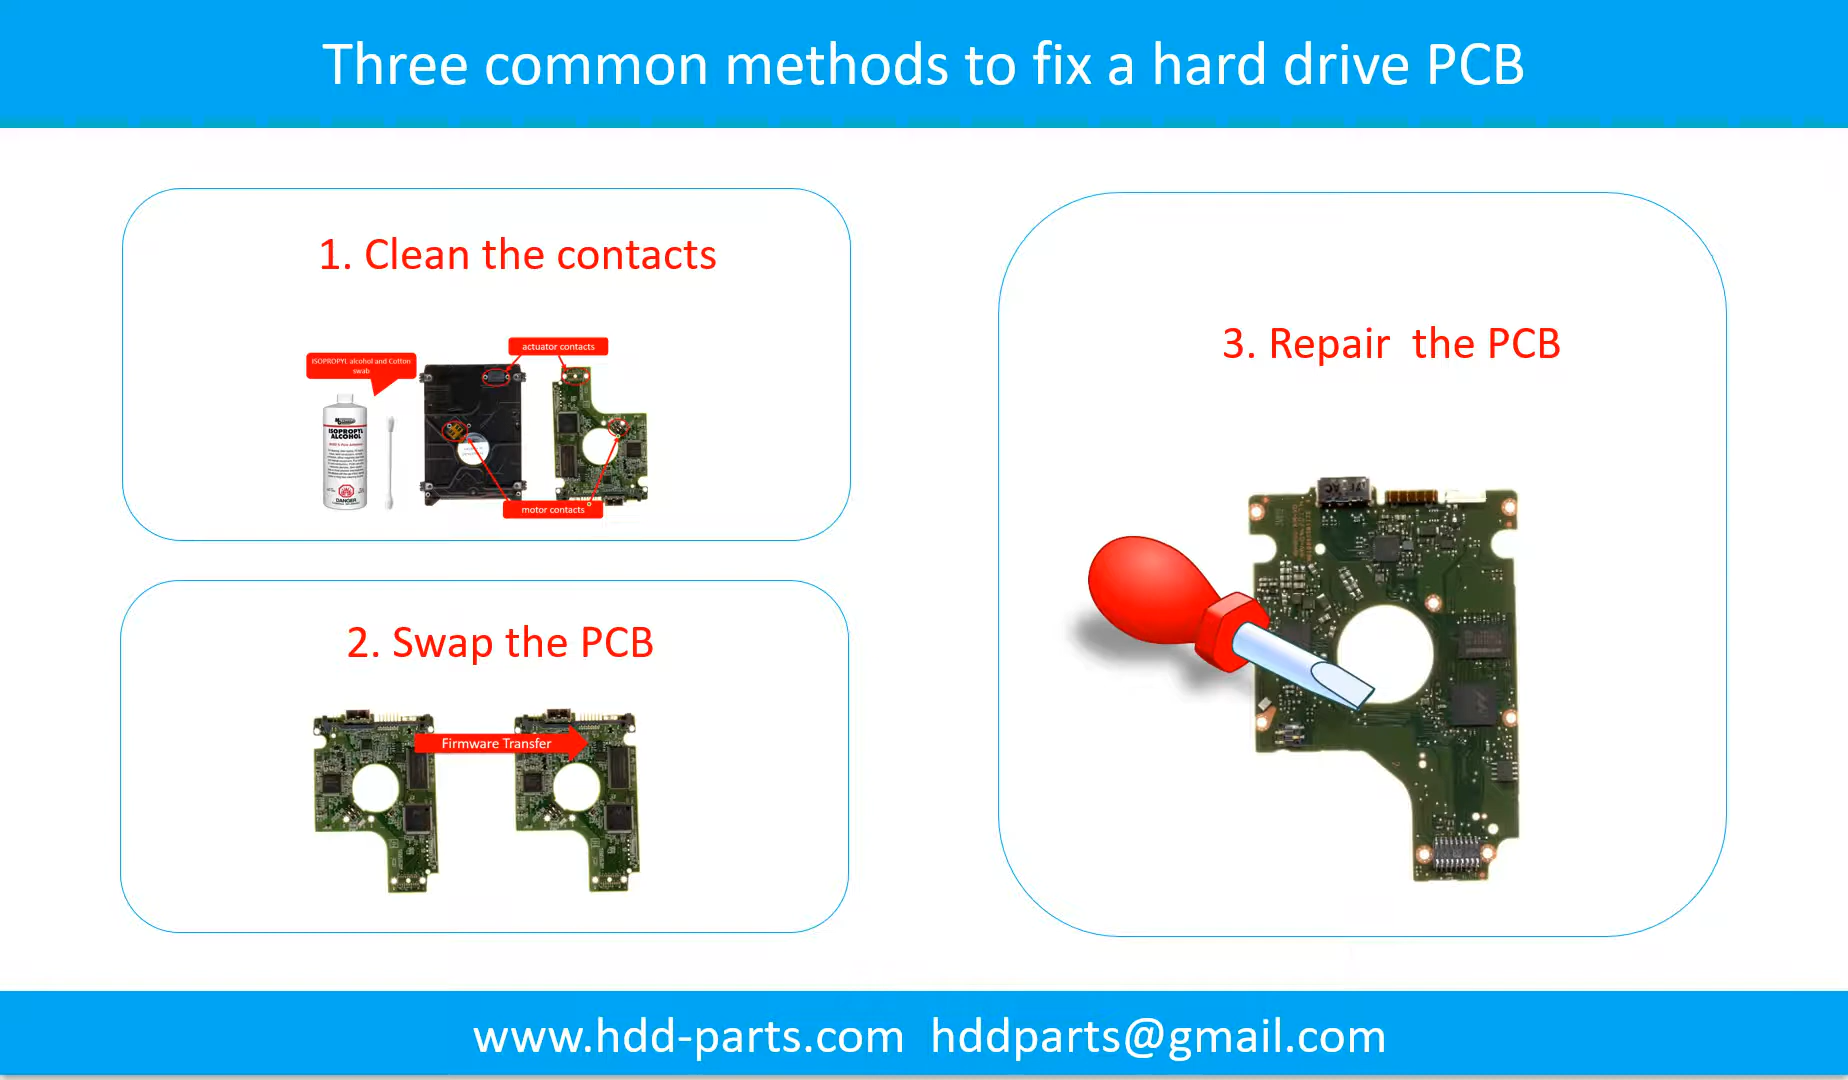 Three common methods to fix a hard drive PCB
1. Clean the contacts
actuator contacts
ISOPROPYL alcohol and Cotton
swab
ISOPROPYL
ALCOHOL
DANGER
motor contacts
2. Swap the PCB
Firmware Transfer
3. Repair  the PCB
www.hdd-parts.com  hddparts@gmail.com